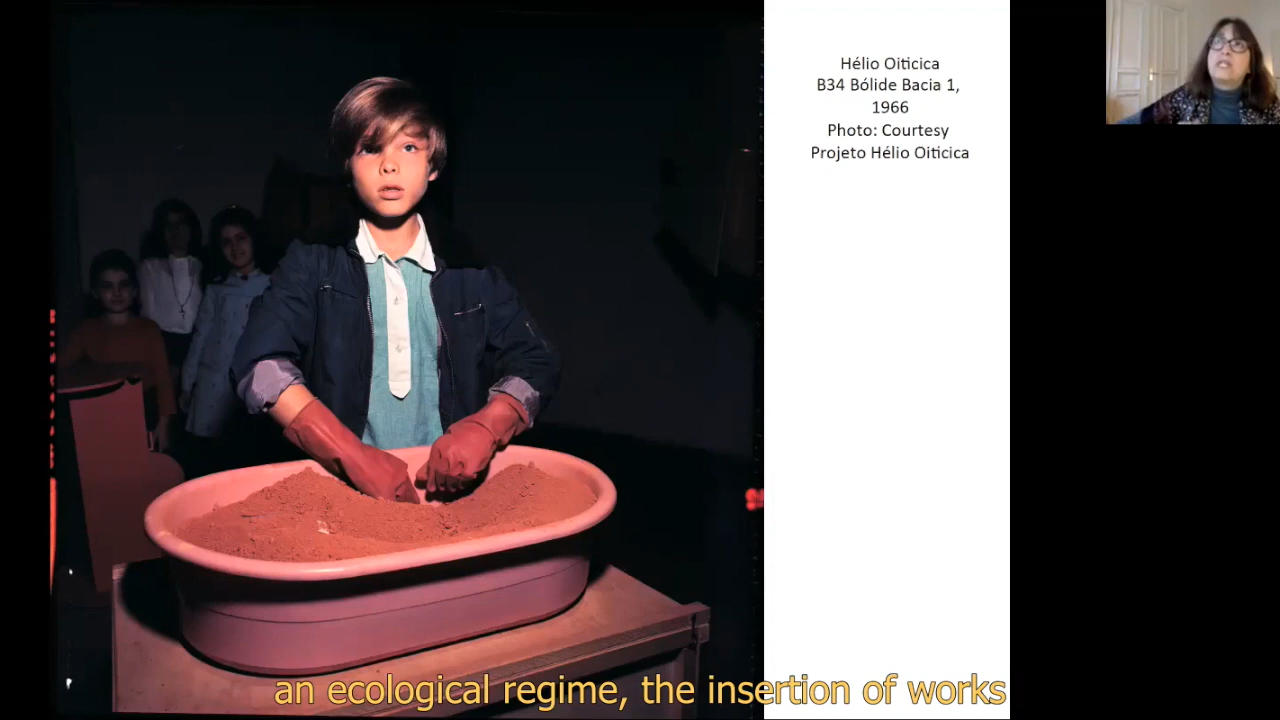 Hélio Oiticica
B34 Bólide Bacia 1,
1966
Photo: Courtesy
Projeto Hélio Oiticica
an ecological regime, the insertion of works